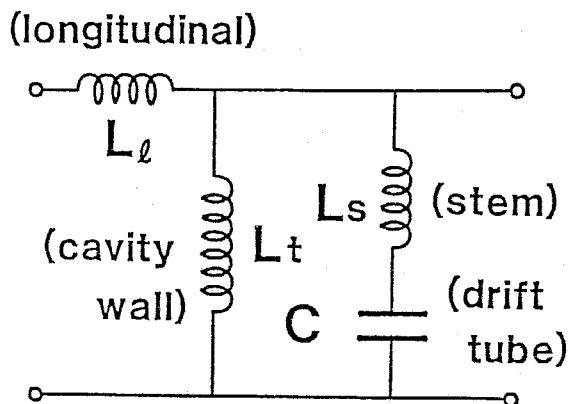 (longitudinal)
Lℓ
Ls (stem)
(cavity Lt
wall)
C (drift
tube)